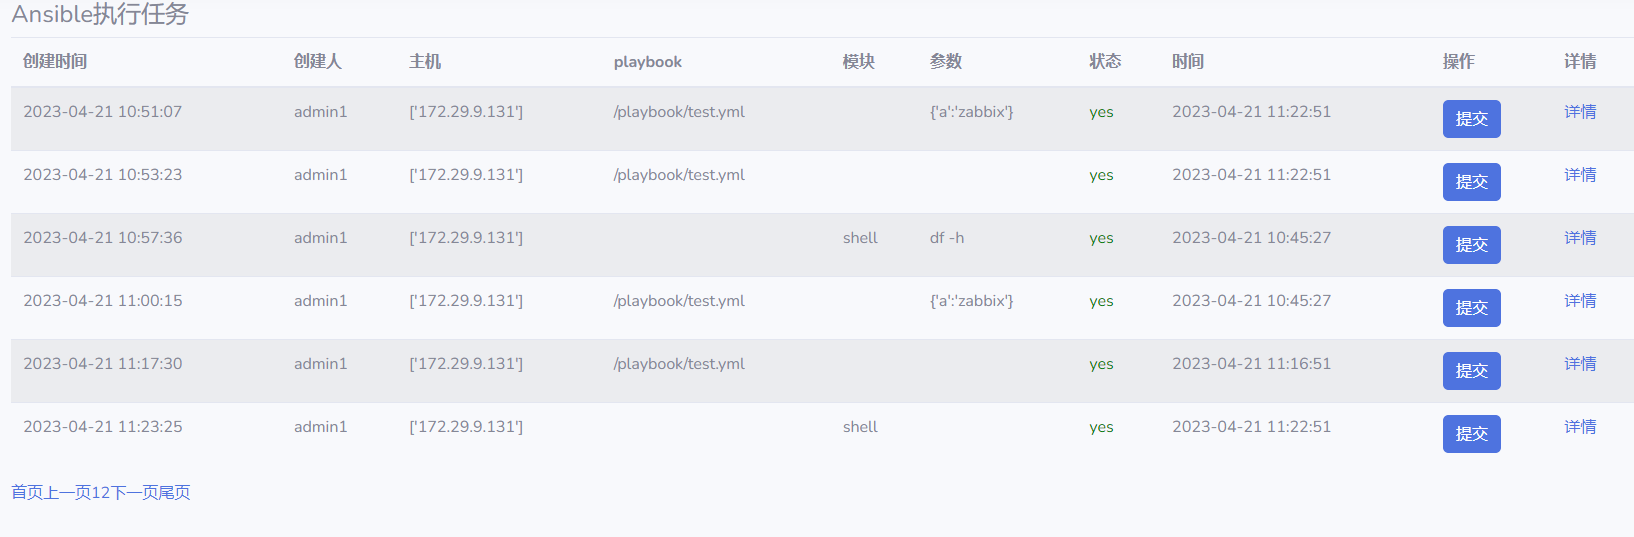 Ansible执行任务
创建时间 创建人 主机 playbook 模块 参数 状态 时间 操作 详情
2023-04-21 10:51:07 admin1 ['172.29.9.131'] /playbook/test.yml {'a':'zabbix'} yes 2023-04-21 11:22:51 提交 详情
2023-04-21 10:53:23 admin1 ['172.29.9.131'] /playbook/test.yml yes 2023-04-21 11:22:51 提交 详情
2023-04-21 10:57:36 admin1 ['172.29.9.131'] shell df -h yes 2023-04-21 10:45:27 提交 详情
2023-04-21 11:00:15 admin1 ['172.29.9.131'] /playbook/test.yml {'a':'zabbix'} yes 2023-04-21 10:45:27 提交 详情
2023-04-21 11:17:30 admin1 ['172.29.9.131'] /playbook/test.yml yes 2023-04-21 11:16:51 提交 详情
2023-04-21 11:23:25 admin1 ['172.29.9.131'] shell yes 2023-04-21 11:22:51 提交 详情
首页上一页12下一页尾页